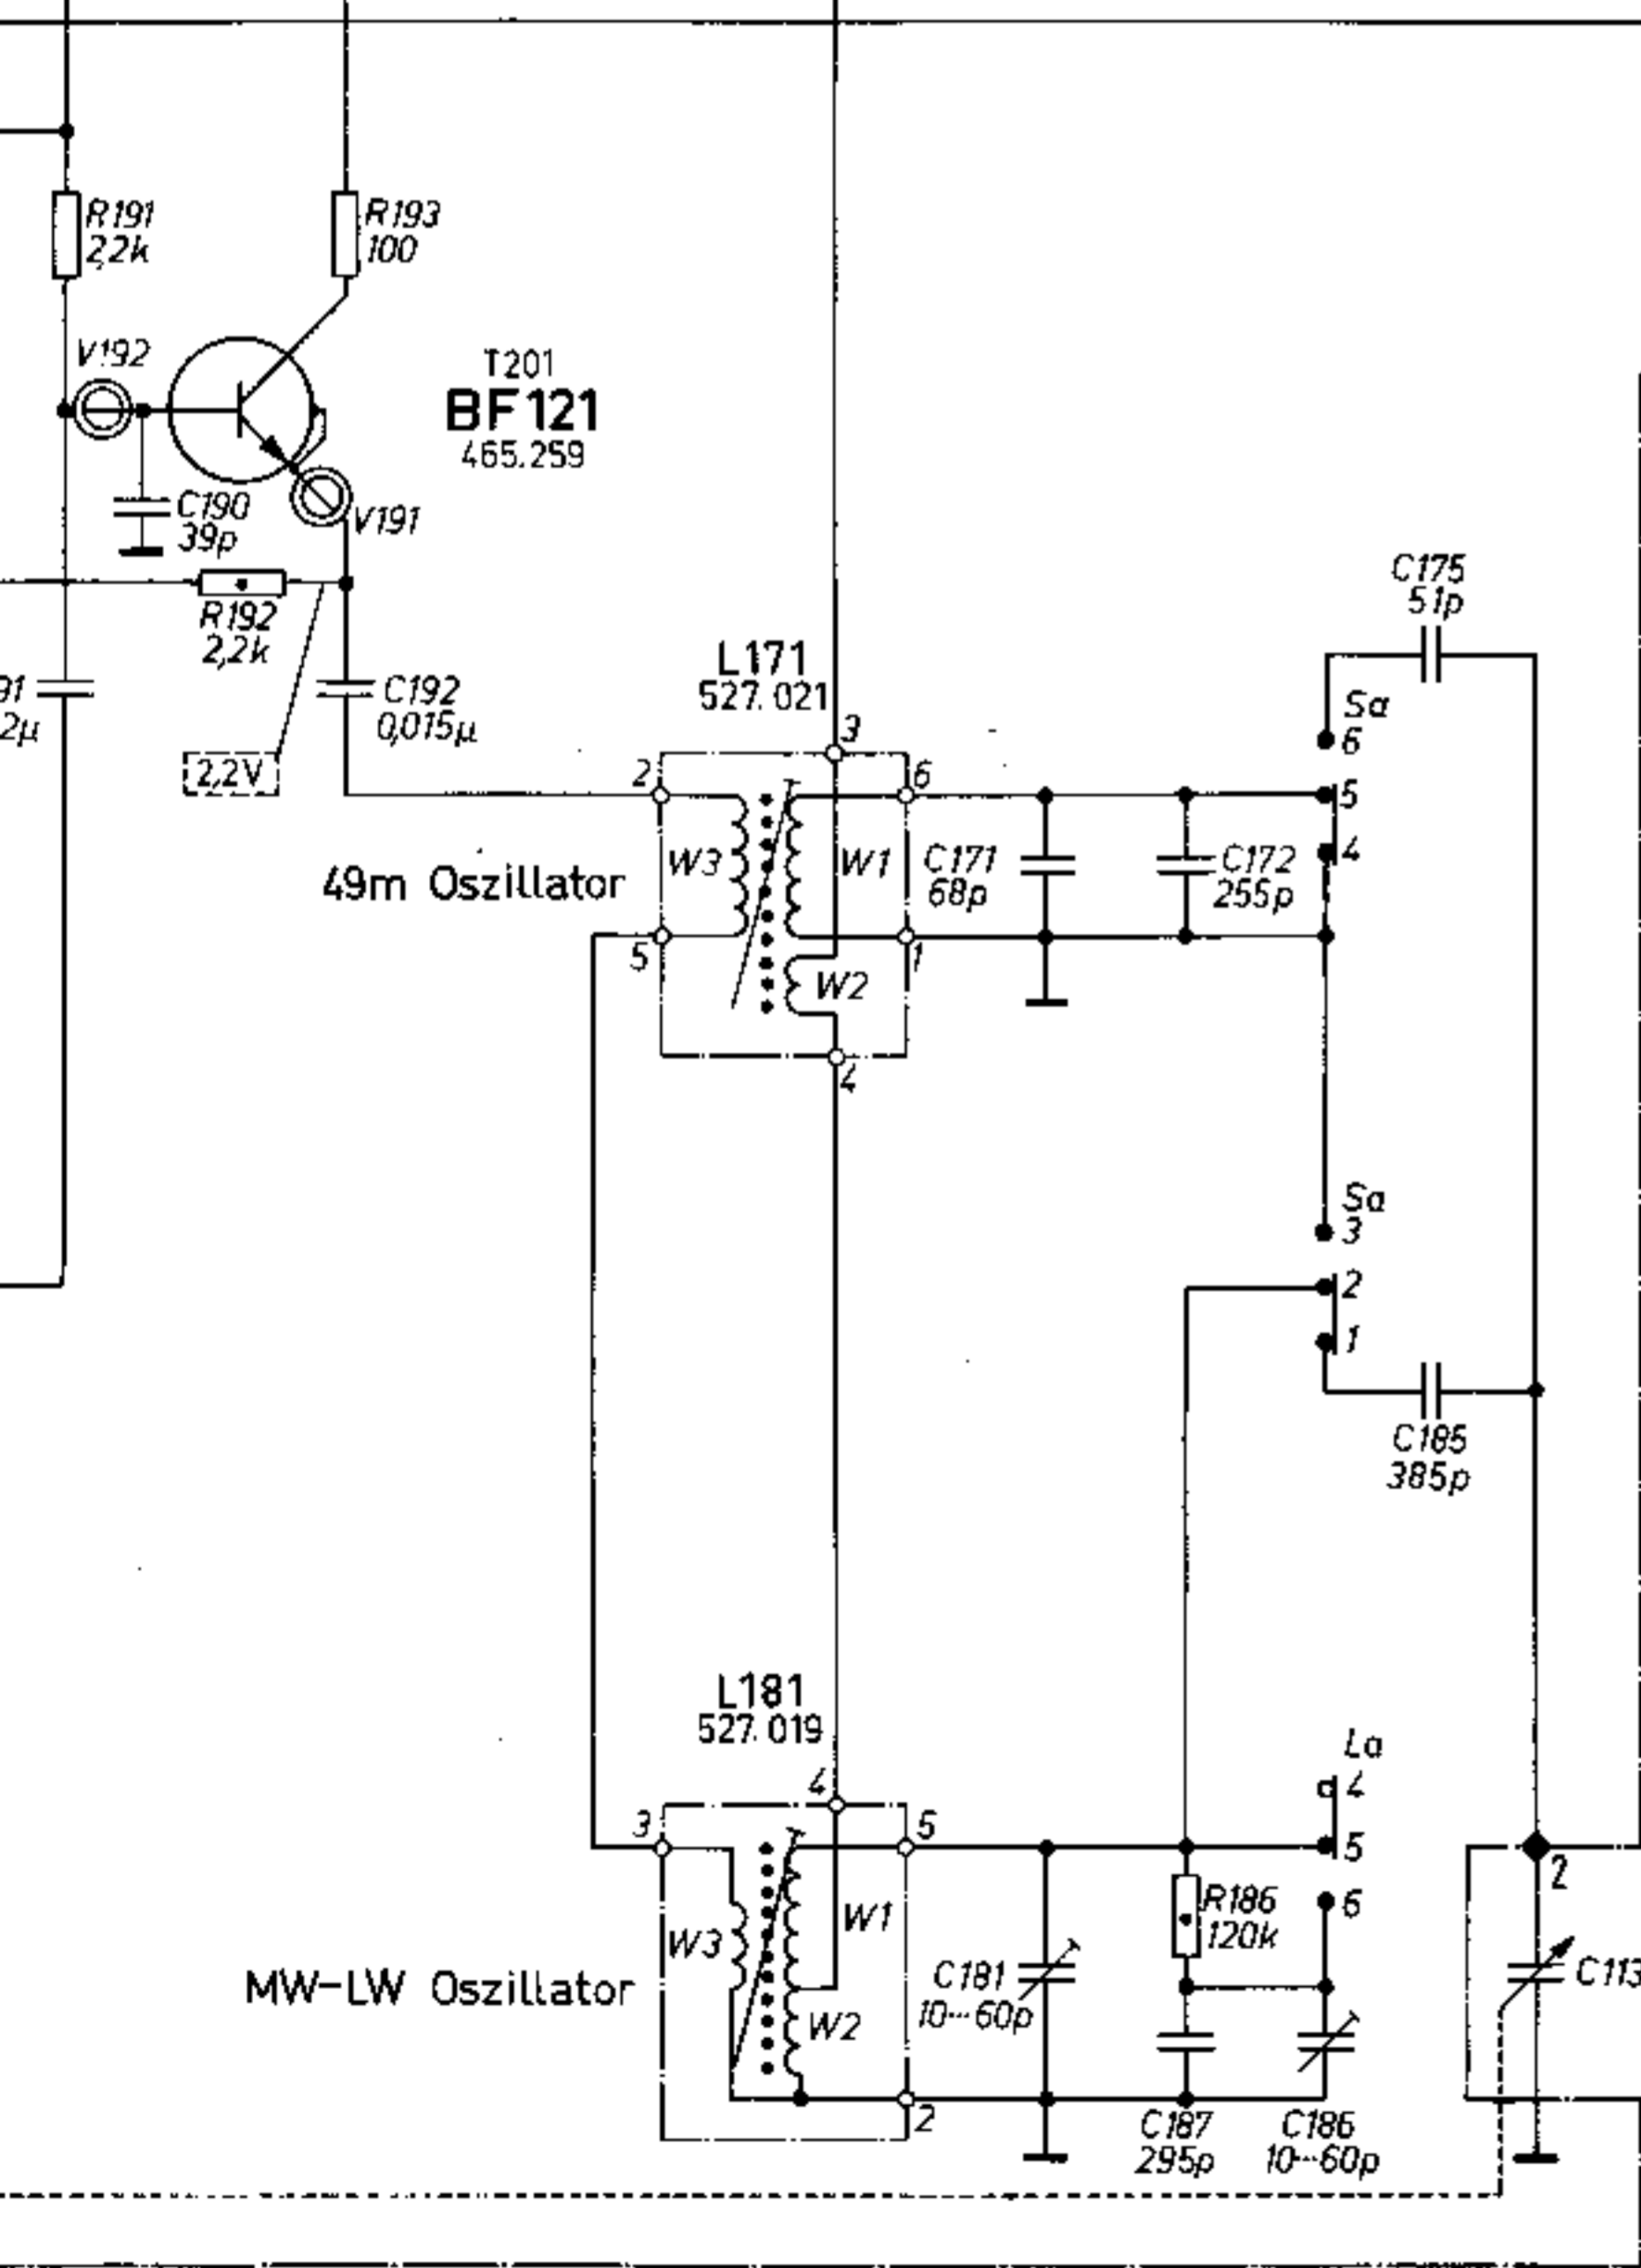 R191
2,2k
R193
100
V192
T201
BF121
465.259
C190
39p
V191
R192
2,2k
C175
51p
L171
527.021
91
2µ
C192
0,015µ
2,2V
Sa
6
3
2
6
5
49m Oszillator
W3
W1
C171
68p
C172
255p
4
5
1
W2
4
Sa
3
2
1
C185
385p
L181
527.019
La
4
4
3
5
5
2
W3
W1
R186
120k
6
MW-LW Oszillator
C181
10---60p
C113
W2
2
C187
295p
C186
10---60p